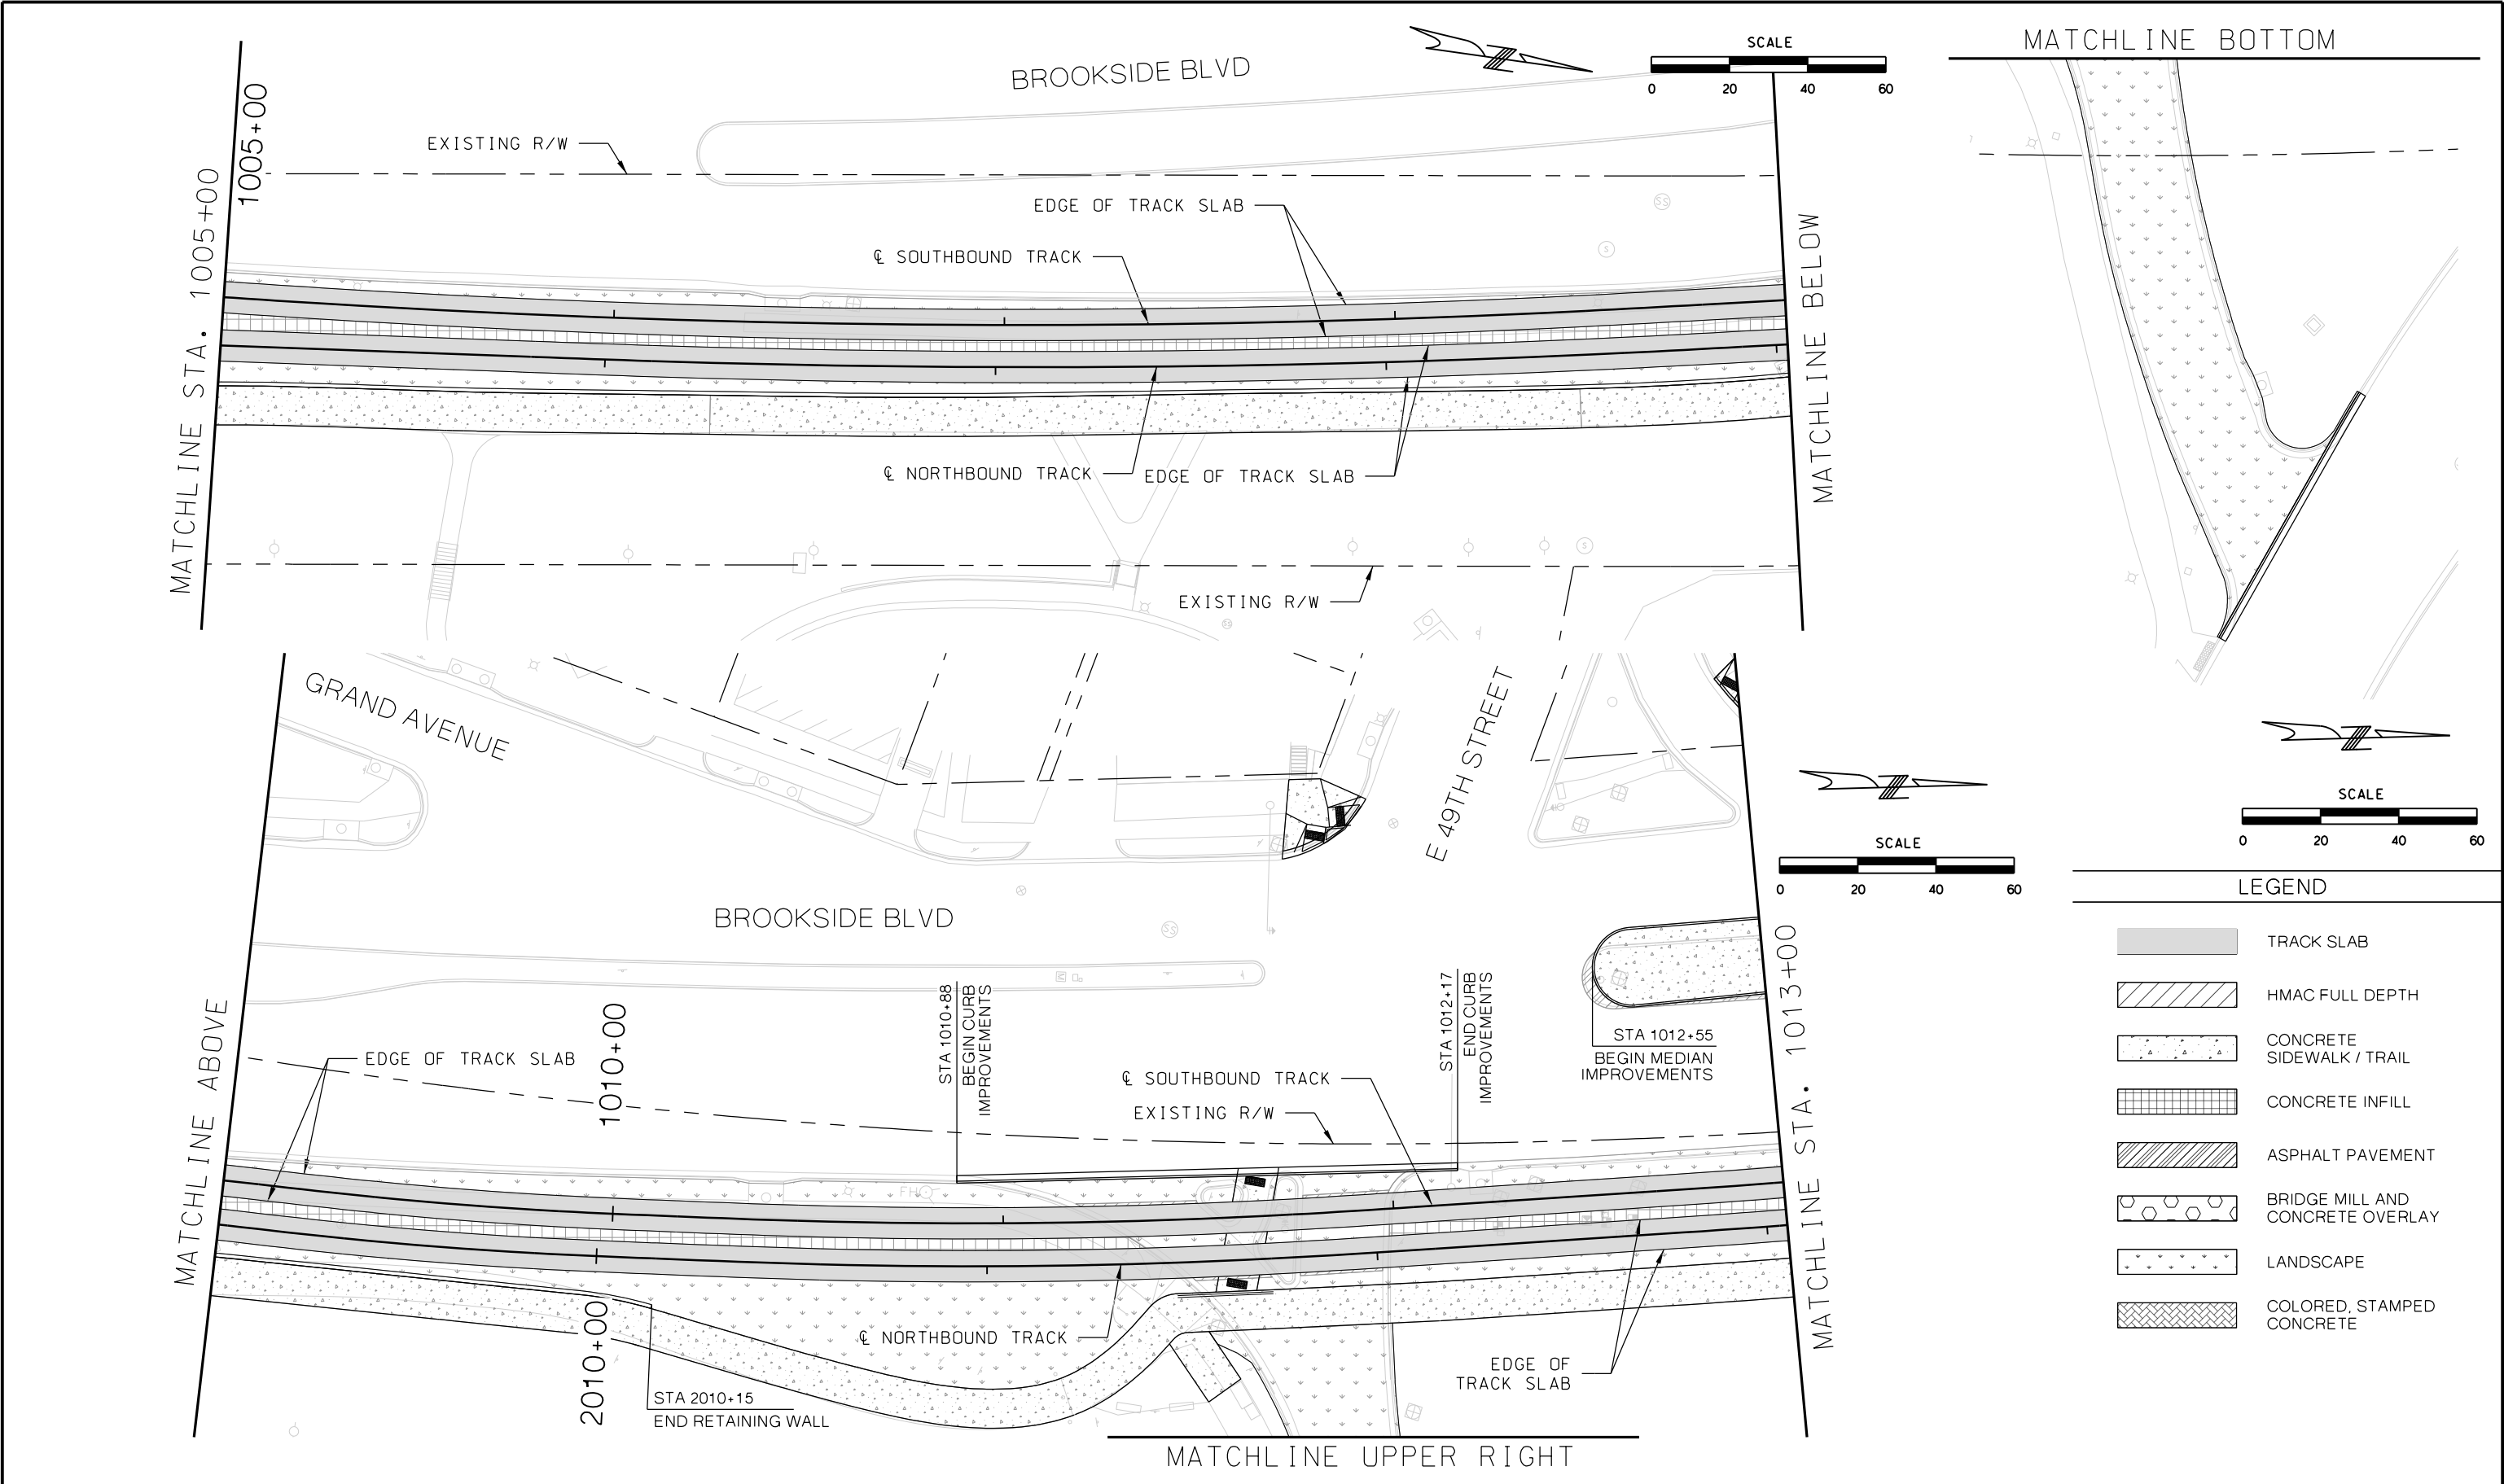 BROOKSIDE BLVD
SCALE
0 20 40 60
MATCHLINE BOTTOM
1005+00
MATCHLINE STA. 1005+00
EXISTING R/W
EDGE OF TRACK SLAB
SS
S
℄ SOUTHBOUND TRACK
MATCHLINE BELOW
℄ NORTHBOUND TRACK
EDGE OF TRACK SLAB
S
EXISTING R/W
SS
GRAND AVENUE
E 49TH STREET
SCALE
0 20 40 60
SCALE
0 20 40 60
BROOKSIDE BLVD
SS
MATCHLINE ABOVE
EDGE OF TRACK SLAB
1010+00
STA 1010+88
BEGIN CURB
IMPROVEMENTS
STA 1012+17
END CURB
IMPROVEMENTS
STA 1012+55
BEGIN MEDIAN
IMPROVEMENTS
MATCHLINE STA. 1013+00
℄ SOUTHBOUND TRACK
EXISTING R/W
FH
℄ NORTHBOUND TRACK
2010+00
STA 2010+15
END RETAINING WALL
EDGE OF
TRACK SLAB
MATCHLINE UPPER RIGHT
LEGEND
TRACK SLAB
HMAC FULL DEPTH
CONCRETE
SIDEWALK / TRAIL
CONCRETE INFILL
ASPHALT PAVEMENT
BRIDGE MILL AND
CONCRETE OVERLAY
LANDSCAPE
COLORED, STAMPED
CONCRETE